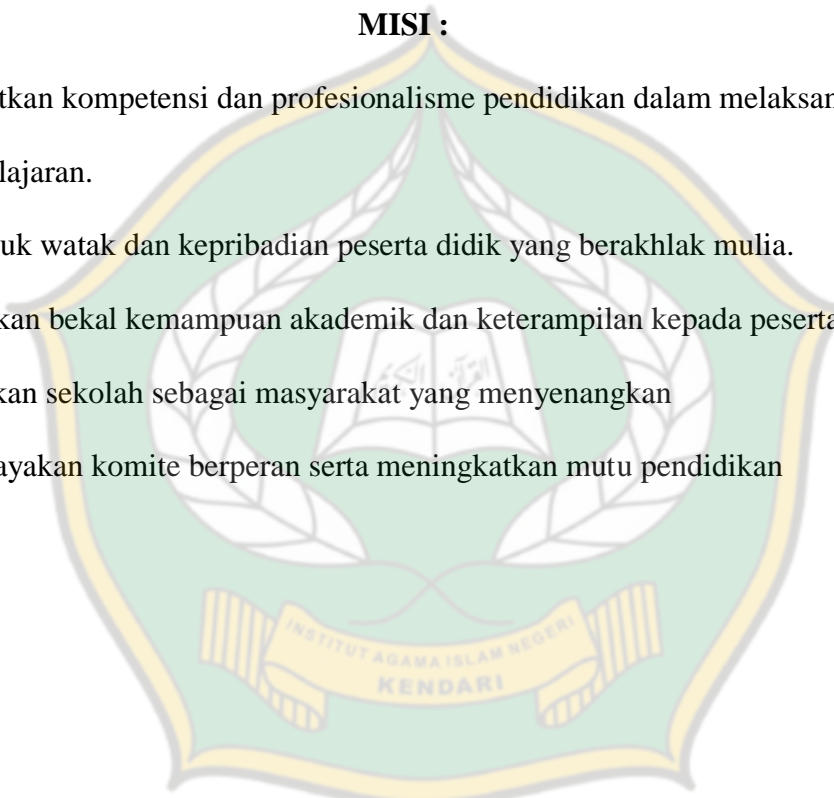 MISI :
tkan kompetensi dan profesionalisme pendidikan dalam melaksan
lajaran.
uk watak dan kepribadian peserta didik yang berakhlak mulia.
kan bekal kemampuan akademik dan keterampilan kepada peserta
kan sekolah sebagai masyarakat yang menyenangkan
ayakan komite berperan serta meningkatkan mutu pendidikan
INSTITUT AGAMA ISLAM NEGERI
KENDARI